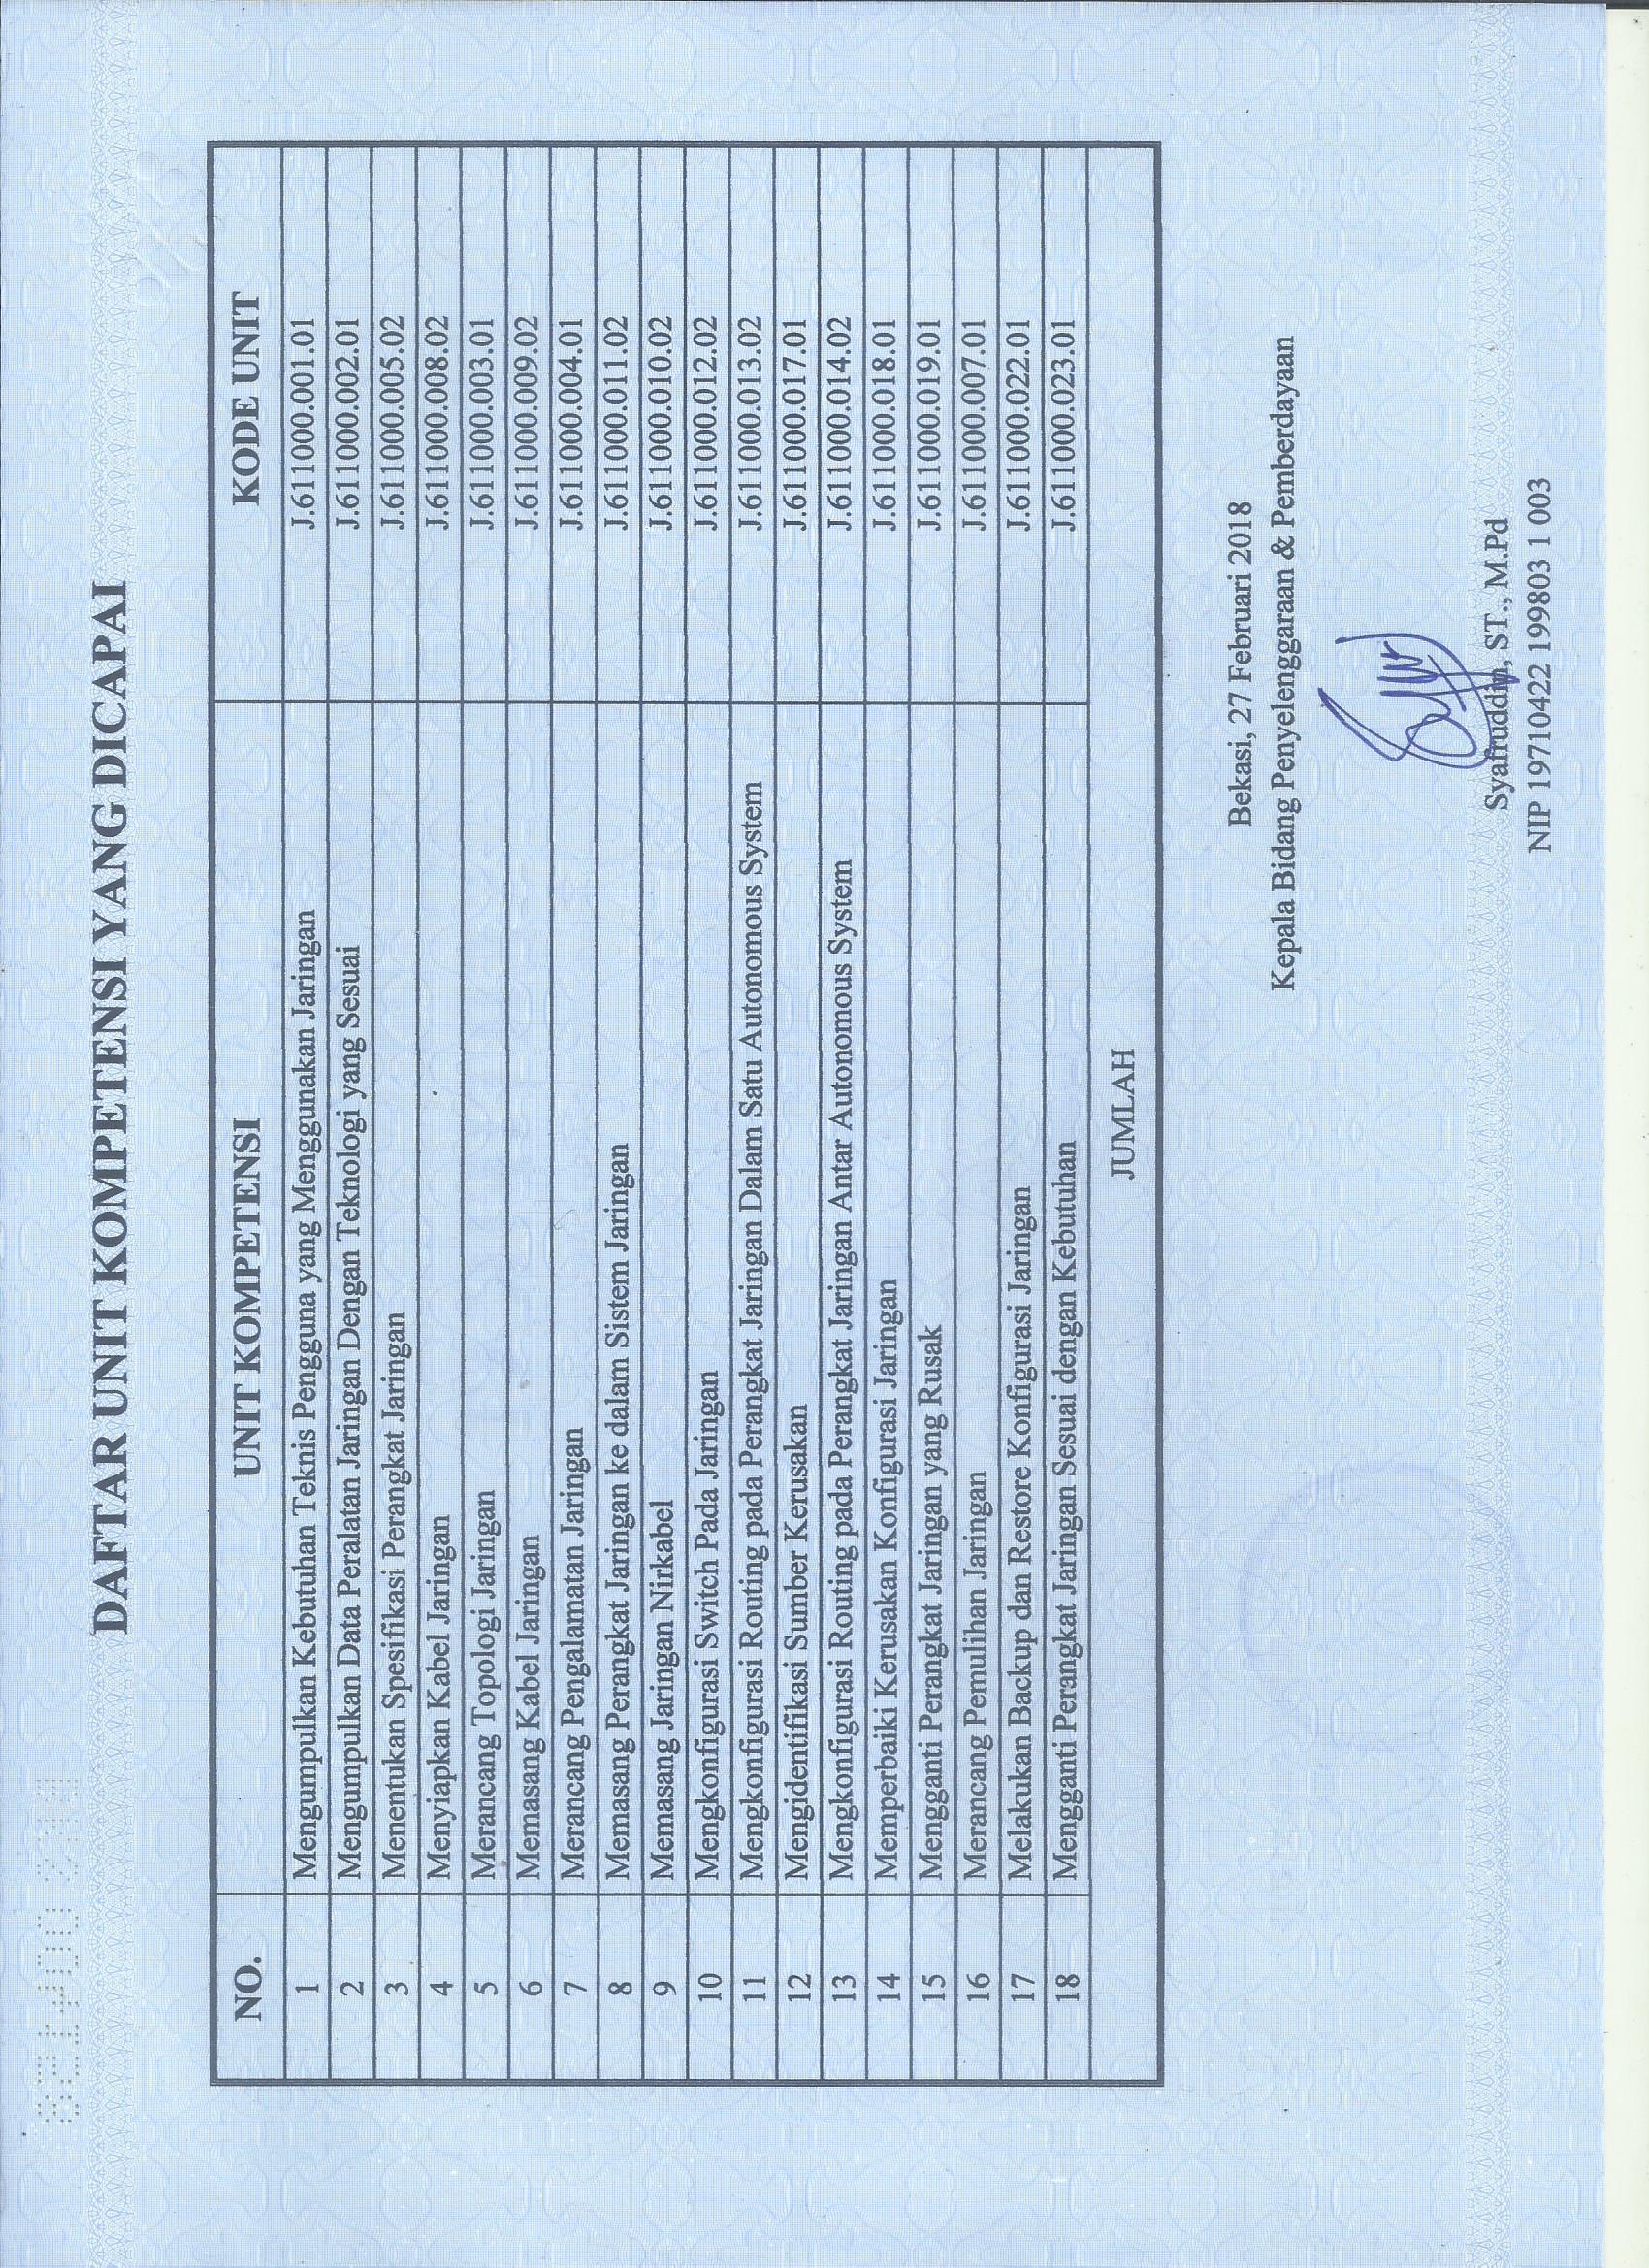 DAFTAR UNIT KOMPETENSI YANG DICAPAI
NO. UNIT KOMPETENSI KODE UNIT
1 Mengumpulkan Kebutuhan Teknis Pengguna yang Menggunakan Jaringan J.611000.001.01
2 Mengumpulkan Data Peralatan Jaringan Dengan Teknologi yang Sesuai J.611000.002.01
3 Menentukan Spesifikasi Perangkat Jaringan J.611000.005.02
4 Menyiapkan Kabel Jaringan J.611000.008.02
5 Merancang Topologi Jaringan J.611000.003.01
6 Memasang Kabel Jaringan J.611000.009.02
7 Merancang Pengalamatan Jaringan J.611000.004.01
8 Memasang Perangkat Jaringan ke dalam Sistem Jaringan J.611000.011.02
9 Memasang Jaringan Nirkabel J.611000.010.02
10 Mengkonfigurasi Switch Pada Jaringan J.611000.012.02
11 Mengkonfigurasi Routing pada Perangkat Jaringan Dalam Satu Autonomous System J.611000.013.02
12 Mengidentifikasi Sumber Kerusakan J.611000.017.01
13 Mengkonfigurasi Routing pada Perangkat Jaringan Antar Autonomous System J.611000.014.02
14 Memperbaiki Kerusakan Konfigurasi Jaringan J.611000.018.01
15 Mengganti Perangkat Jaringan yang Rusak J.611000.019.01
16 Merancang Pemulihan Jaringan J.611000.007.01
17 Melakukan Backup dan Restore Konfigurasi Jaringan J.611000.022.01
18 Mengganti Perangkat Jaringan Sesuai dengan Kebutuhan J.611000.023.01
JUMLAH
Bekasi, 27 Februari 2018
Kepala Bidang Penyelenggaraan & Pemberdayaan
Syafruddin, ST., M.Pd
NIP 19710422 199803 1 003